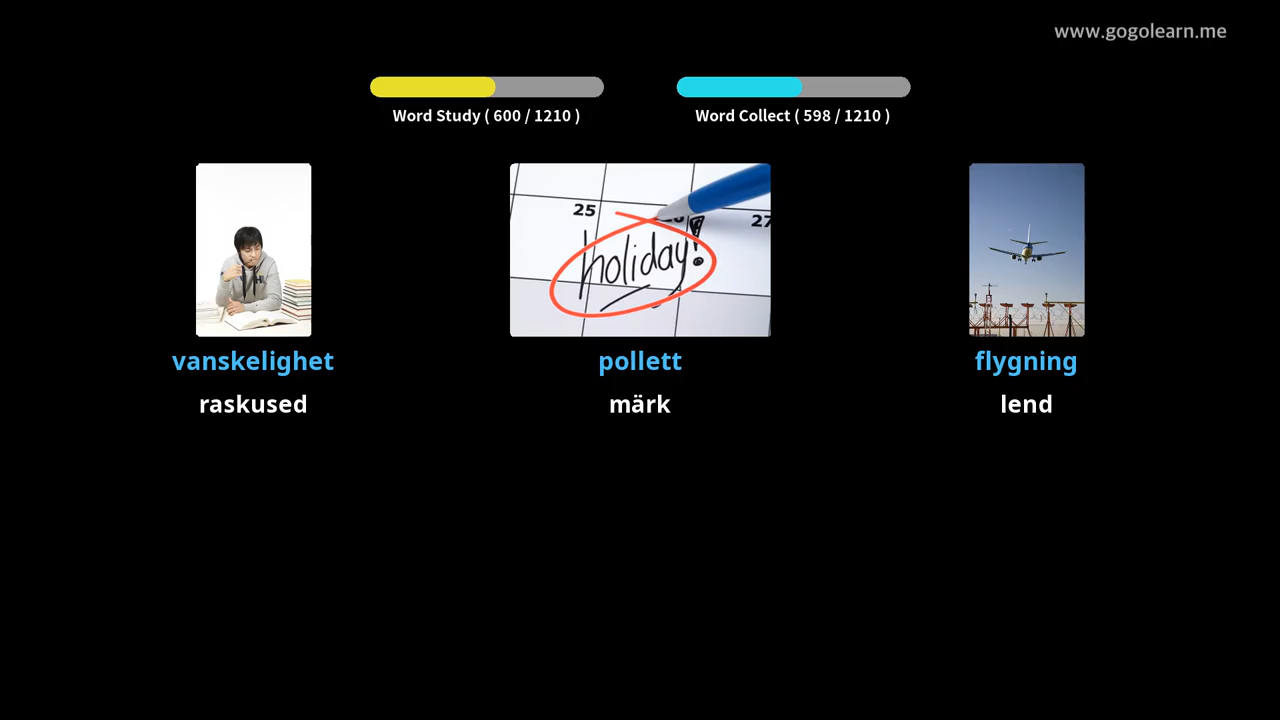 www.gogolearn.me
Word Study ( 600 / 1210 )
Word Collect ( 598 / 1210 )
25
27
holiday!
vanskelighet
pollett
flygning
raskused
märk
lend